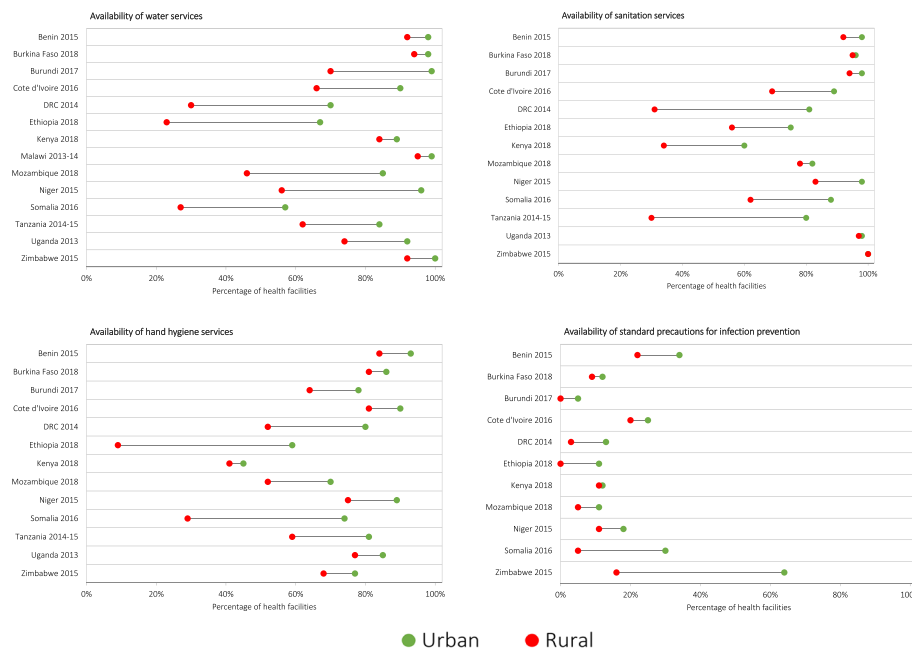 Availability of water services
Benin 2015
Burkina Faso 2018
Burundi 2017
Cote d'Ivoire 2016
DRC 2014
Ethiopia 2018
Kenya 2018
Malawi 2013-14
Mozambique 2018
Niger 2015
Somalia 2016
Tanzania 2014-15
Uganda 2013
Zimbabwe 2015
0% 20% 40% 60% 80% 100%
Percentage of health facilities
Availability of sanitation services
Benin 2015
Burkina Faso 2018
Burundi 2017
Cote d'Ivoire 2016
DRC 2014
Ethiopia 2018
Kenya 2018
Mozambique 2018
Niger 2015
Somalia 2016
Tanzania 2014-15
Uganda 2013
Zimbabwe 2015
0% 20% 40% 60% 80% 100%
Percentage of health facilities
Availability of hand hygiene services
Benin 2015
Burkina Faso 2018
Burundi 2017
Cote d'Ivoire 2016
DRC 2014
Ethiopia 2018
Kenya 2018
Mozambique 2018
Niger 2015
Somalia 2016
Tanzania 2014-15
Uganda 2013
Zimbabwe 2015
0% 20% 40% 60% 80% 100%
Percentage of health facilities
Availability of standard precautions for infection prevention
Benin 2015
Burkina Faso 2018
Burundi 2017
Cote d'Ivoire 2016
DRC 2014
Ethiopia 2018
Kenya 2018
Mozambique 2018
Niger 2015
Somalia 2016
Zimbabwe 2015
0% 20% 40% 60% 80%
Percentage of health facilities
Urban Rural